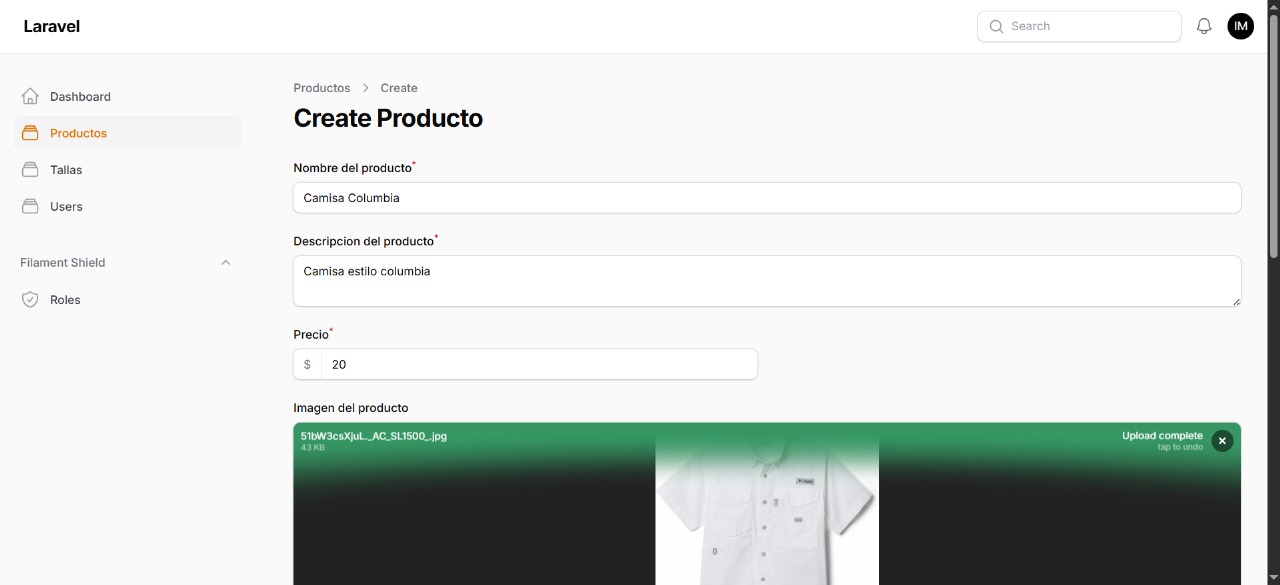 Laravel
Search
IM
Dashboard
Productos
Tallas
Users
Filament Shield
Roles
Productos > Create
Create Producto
Nombre del producto*
Camisa Columbia
Descripcion del producto*
Camisa estilo columbia
Precio*
$ 20
Imagen del producto
51bW3csXjuL._AC_SL1500_.jpg
43 KB
Upload complete
tap to undo